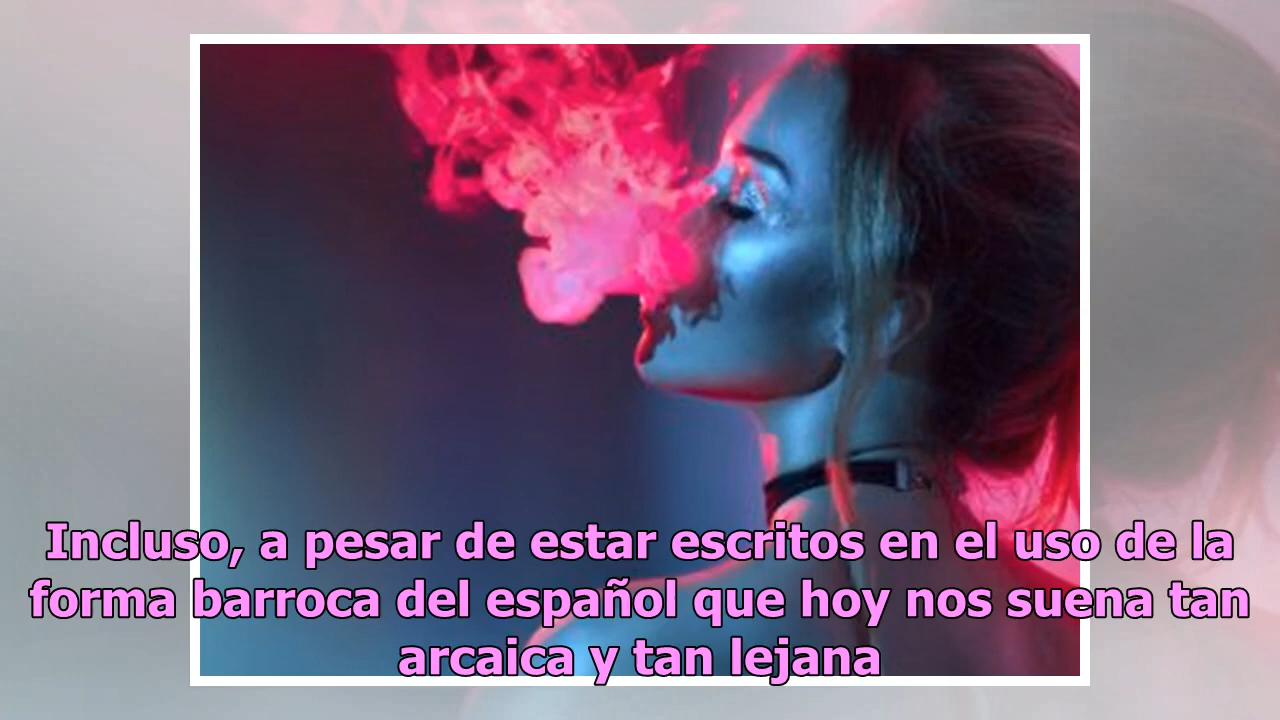 Incluso, a pesar de estar escritos en el uso de la
forma barroca del español que hoy nos suena tan
arcaica y tan lejana